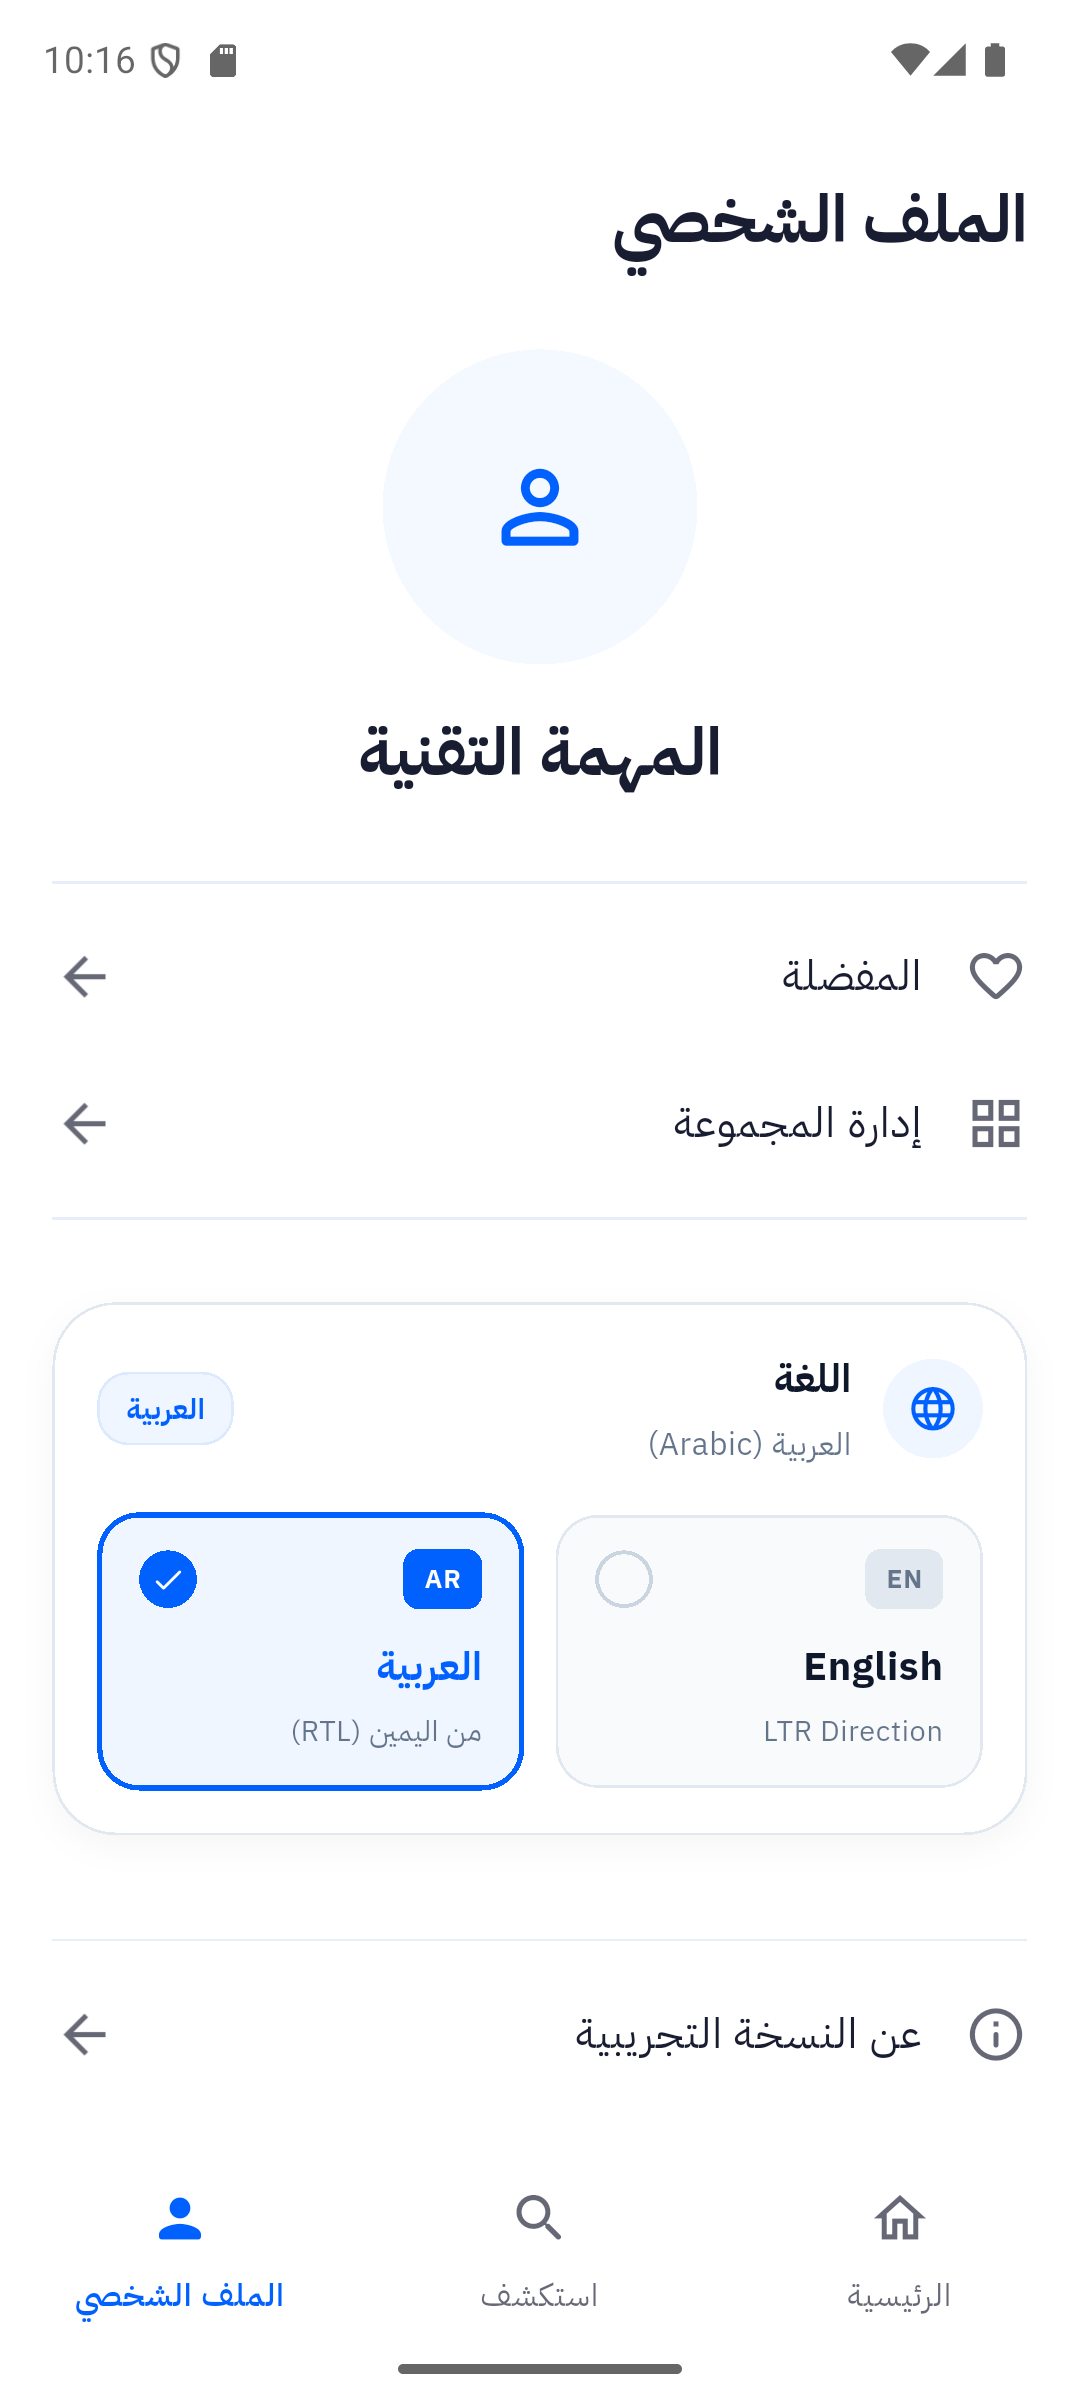 10:16
الملف الشخصي
المهمة التقنية
المفضلة
إدارة المجموعة
اللغة
العربية (Arabic)
العربية
EN
English
LTR Direction
AR
العربية
من اليمين (RTL)
عن النسخة التجريبية
الرئيسية
استكشف
الملف الشخصي